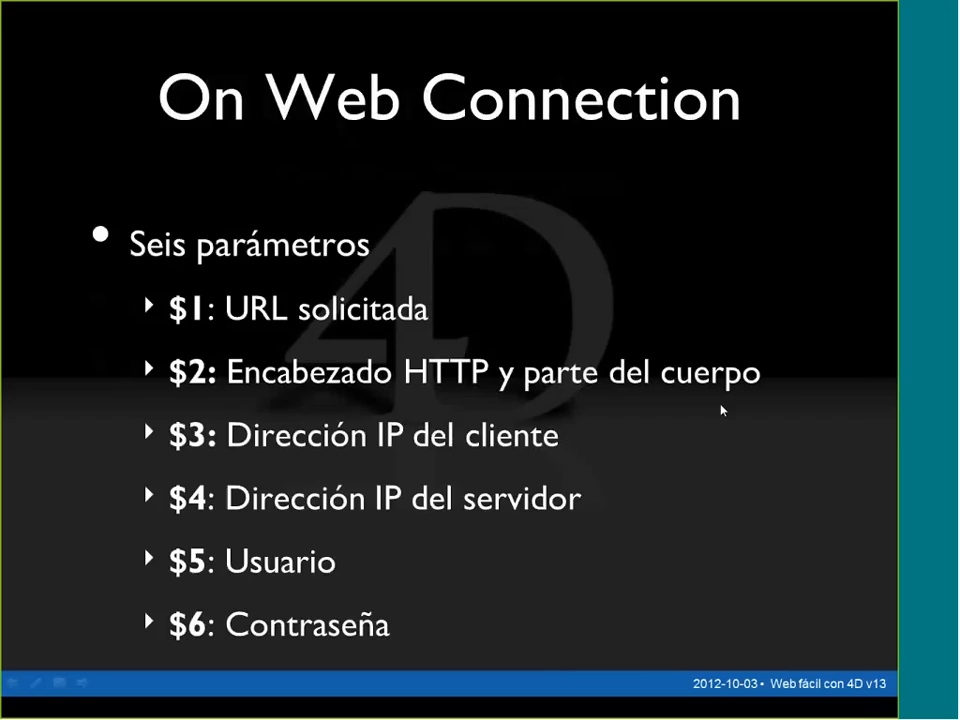 On Web Connection
• Seis parámetros
‣ $1: URL solicitada
‣ $2: Encabezado HTTP y parte del cuerpo
‣ $3: Dirección IP del cliente
‣ $4: Dirección IP del servidor
‣ $5: Usuario
‣ $6: Contraseña
4D
2012-10-03 • Web fácil con 4D v13